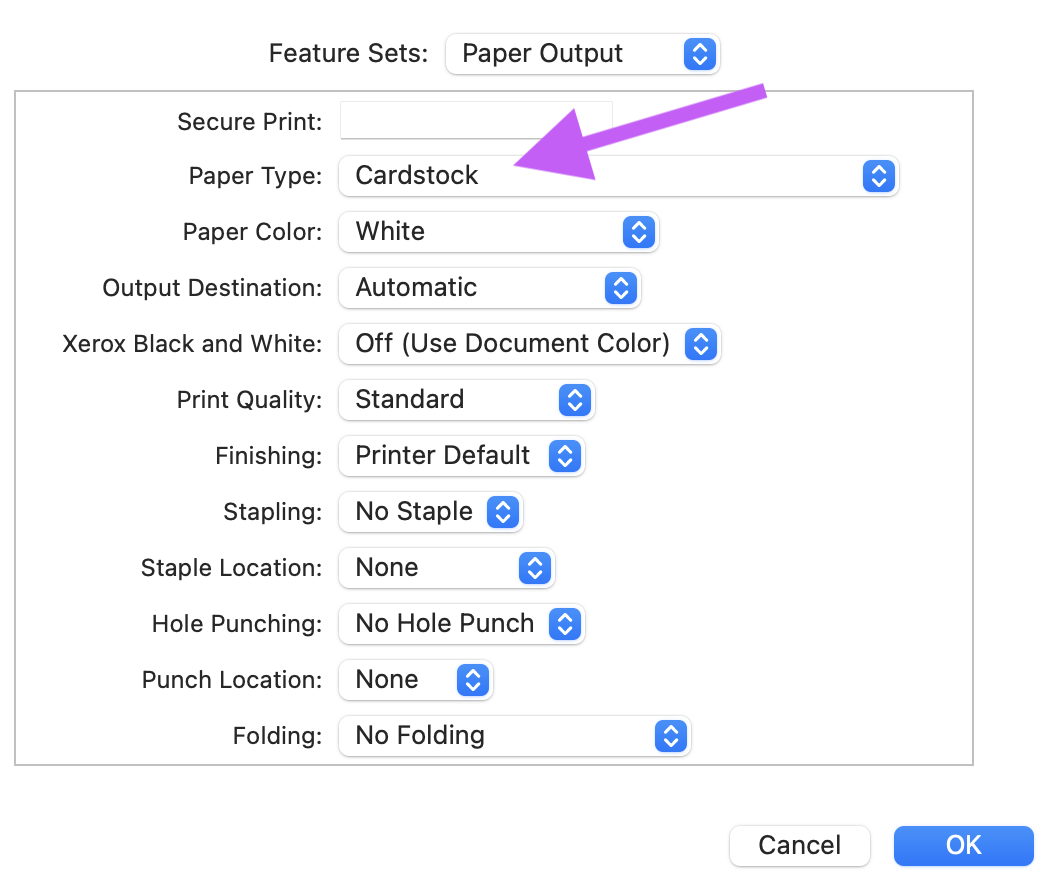 Feature Sets: Paper Output
Secure Print:
Paper Type: Cardstock
Paper Color: White
Output Destination: Automatic
Xerox Black and White: Off (Use Document Color)
Print Quality: Standard
Finishing: Printer Default
Stapling: No Staple
Staple Location: None
Hole Punching: No Hole Punch
Punch Location: None
Folding: No Folding
Cancel OK